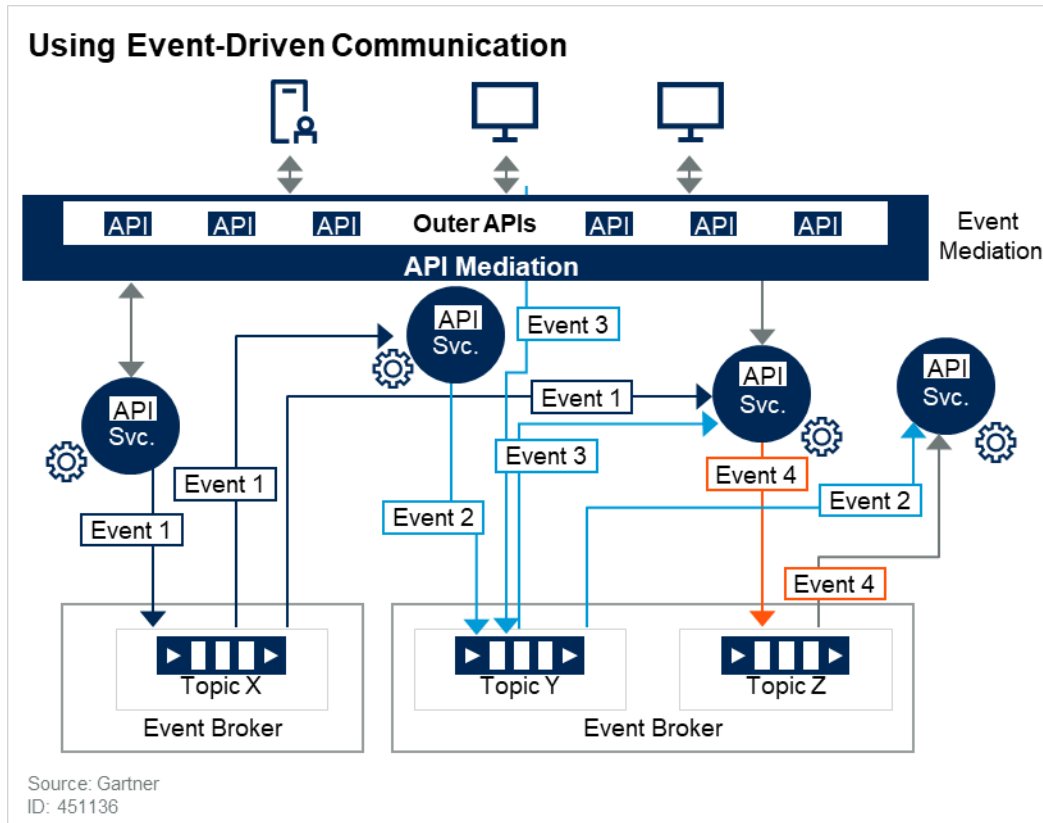 Using Event-Driven Communication
API API API Outer APIs API API API
API Mediation
Event
Mediation
API
Svc.
Event 3
API
Svc.
API
Svc.
API
Svc.
Event 1
Event 3
Event 1
Event 4
Event 2
Event 2
Event 1
Event 4
Topic X
Topic Y
Topic Z
Event Broker
Event Broker
Source: Gartner
ID: 451136